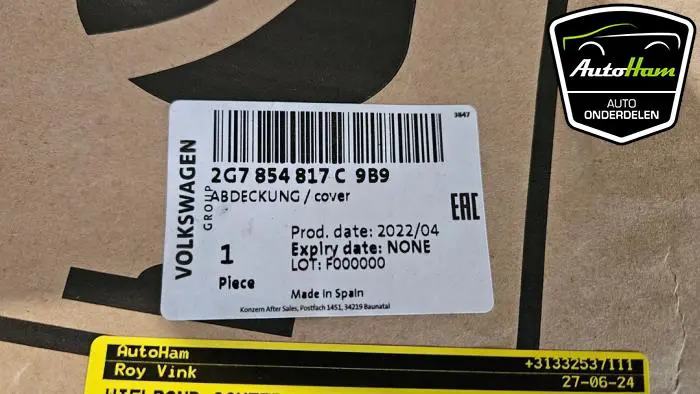 AutoHam
AUTO
ONDERDELEN
3847
VOLKSWAGEN
GROUP
2G7 854 817 C 9B9
ABDECKUNG / cover
EAC
Prod. date: 2022/04
Expiry date: NONE
LOT: F000000
1
Piece
Made in Spain
Konzern After Sales, Postfach 1451, 34219 Baunatal
AutoHam
+31332537111
Roy Vink
27-06-24